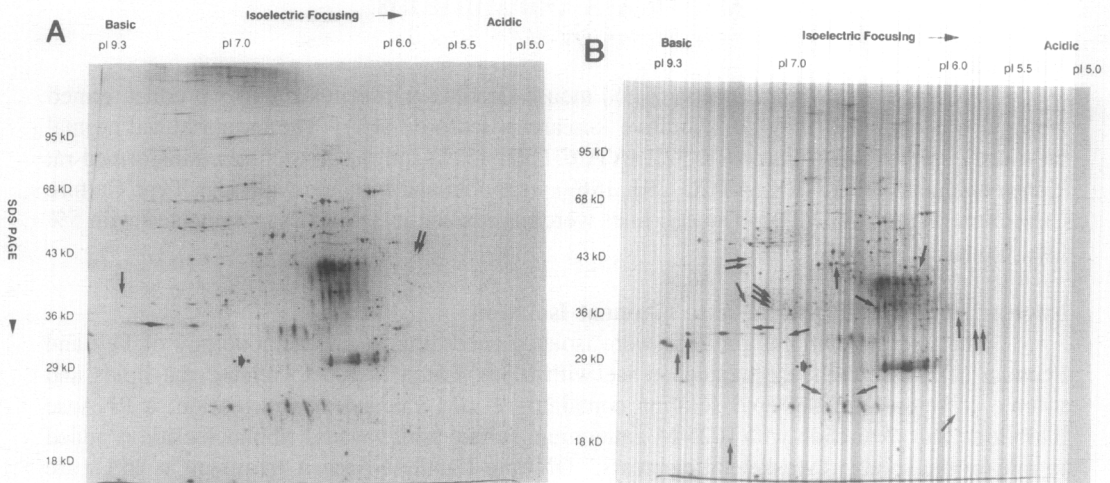 A
Isoelectric Focusing
Basic
Acidic
pI 9.3
pI 7.0
pI 6.0
pI 5.5
pI 5.0
95 kD
68 kD
43 kD
36 kD
29 kD
18 kD
SDS PAGE
B
Isoelectric Focusing
Basic
Acidic
pI 9.3
pI 7.0
pI 6.0
pI 5.5
pI 5.0
95 kD
68 kD
43 kD
36 kD
29 kD
18 kD